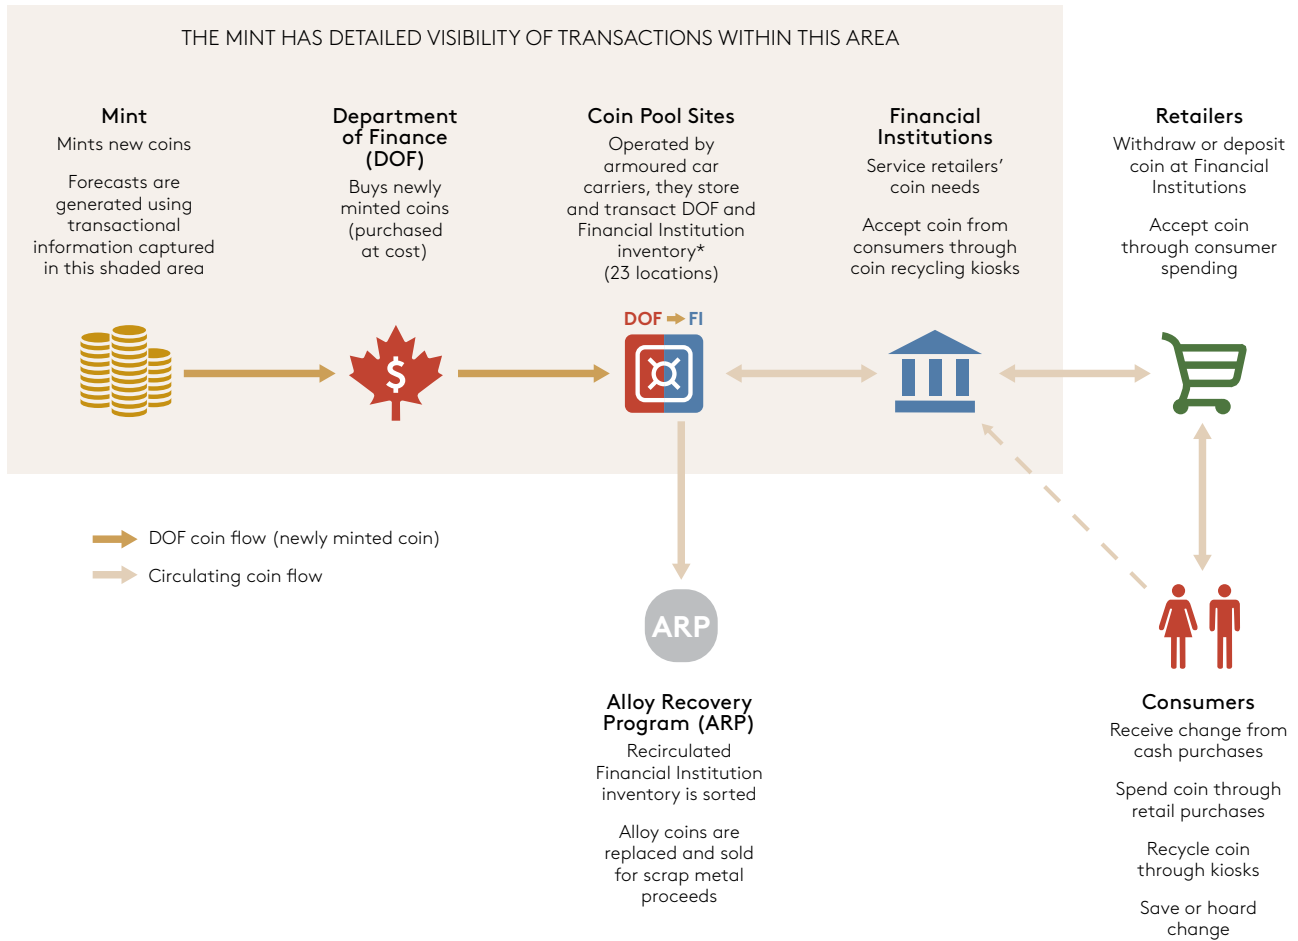 THE MINT HAS DETAILED VISIBILITY OF TRANSACTIONS WITHIN THIS AREA
Mint
Mints new coins
Forecasts are
generated using
transactional
information captured
in this shaded area
Department
of Finance
(DOF)
Buys newly
minted coins
(purchased
at cost)
Coin Pool Sites
Operated by
armoured car
carriers, they store
and transact DOF and
Financial Institution
inventory*
(23 locations)
DOF FI
Financial
Institutions
Service retailers’
coin needs
Accept coin from
consumers through
coin recycling kiosks
Retailers
Withdraw or deposit
coin at Financial
Institutions
Accept coin
through consumer
spending
$
DOF coin flow (newly minted coin)
Circulating coin flow
ARP
Alloy Recovery
Program (ARP)
Recirculated
Financial Institution
inventory is sorted
Alloy coins are
replaced and sold
for scrap metal
proceeds
Consumers
Receive change from
cash purchases
Spend coin through
retail purchases
Recycle coin
through kiosks
Save or hoard
change